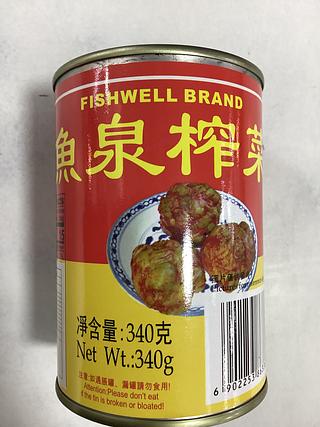 FISHWELL BRAND
魚泉榨菜
淨含量:340克
Net Wt.:340g
注意:如遇脹罐、漏罐請勿食用!
Attention:Please don't eat
if the tin is broken or bloated!